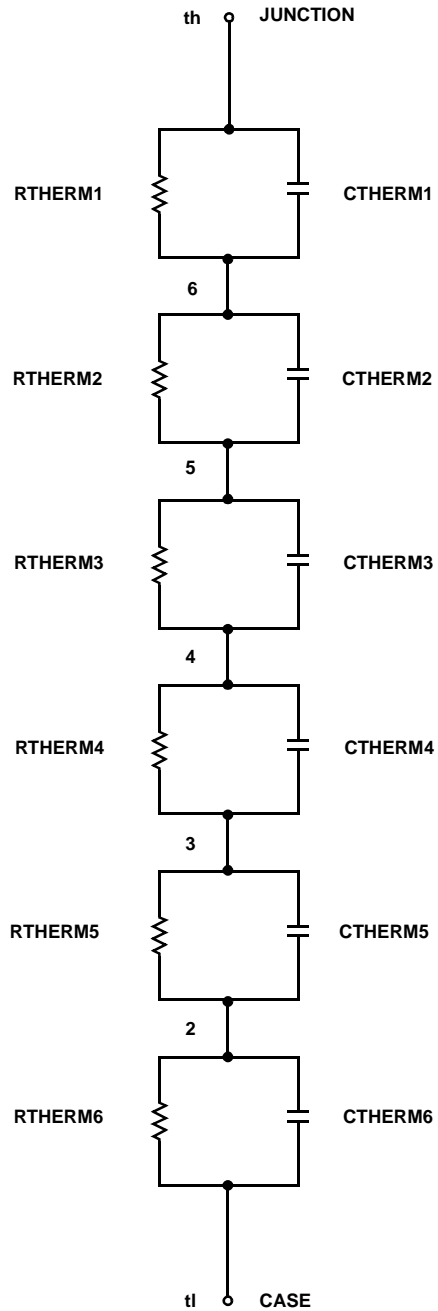 th JUNCTION
RTHERM1 CTHERM1
6
RTHERM2 CTHERM2
5
RTHERM3 CTHERM3
4
RTHERM4 CTHERM4
3
RTHERM5 CTHERM5
2
RTHERM6 CTHERM6
tl CASE